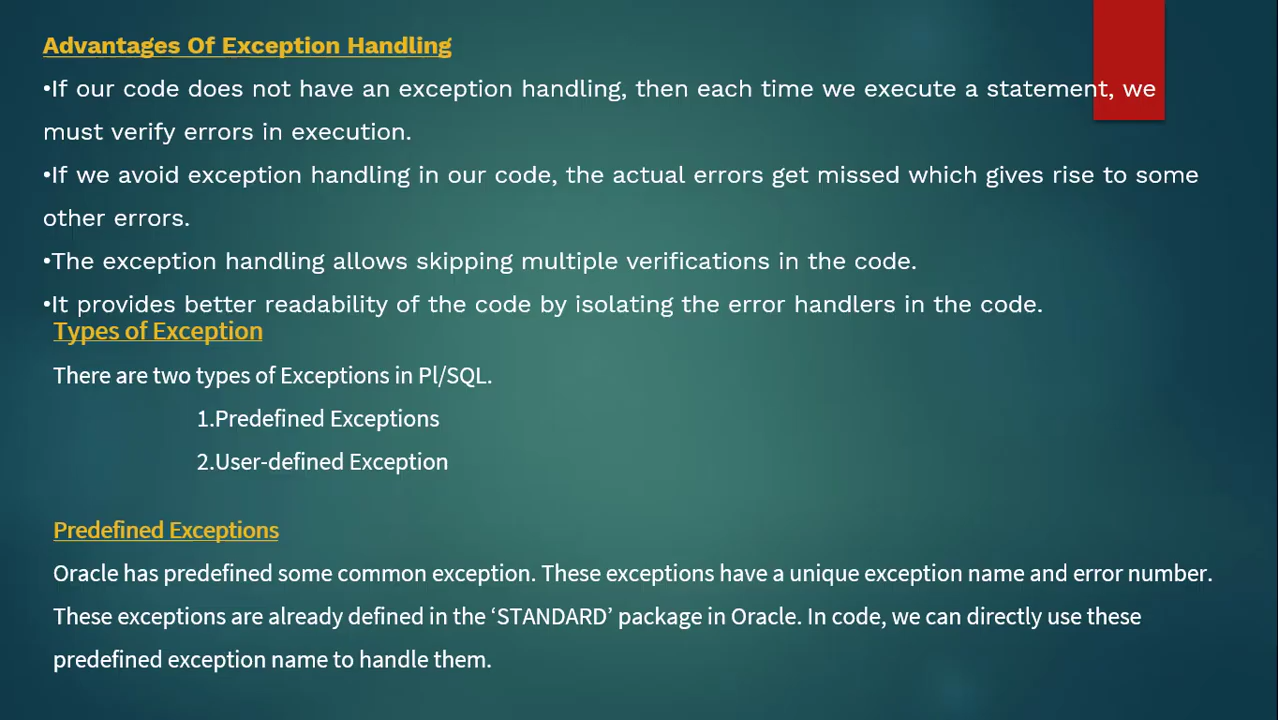 Advantages Of Exception Handling
•If our code does not have an exception handling, then each time we execute a statement, we
must verify errors in execution.
•If we avoid exception handling in our code, the actual errors get missed which gives rise to some
other errors.
•The exception handling allows skipping multiple verifications in the code.
•It provides better readability of the code by isolating the error handlers in the code.
Types of Exception
There are two types of Exceptions in Pl/SQL.
1.Predefined Exceptions
2.User-defined Exception
Predefined Exceptions
Oracle has predefined some common exception. These exceptions have a unique exception name and error number.
These exceptions are already defined in the ‘STANDARD’ package in Oracle. In code, we can directly use these
predefined exception name to handle them.